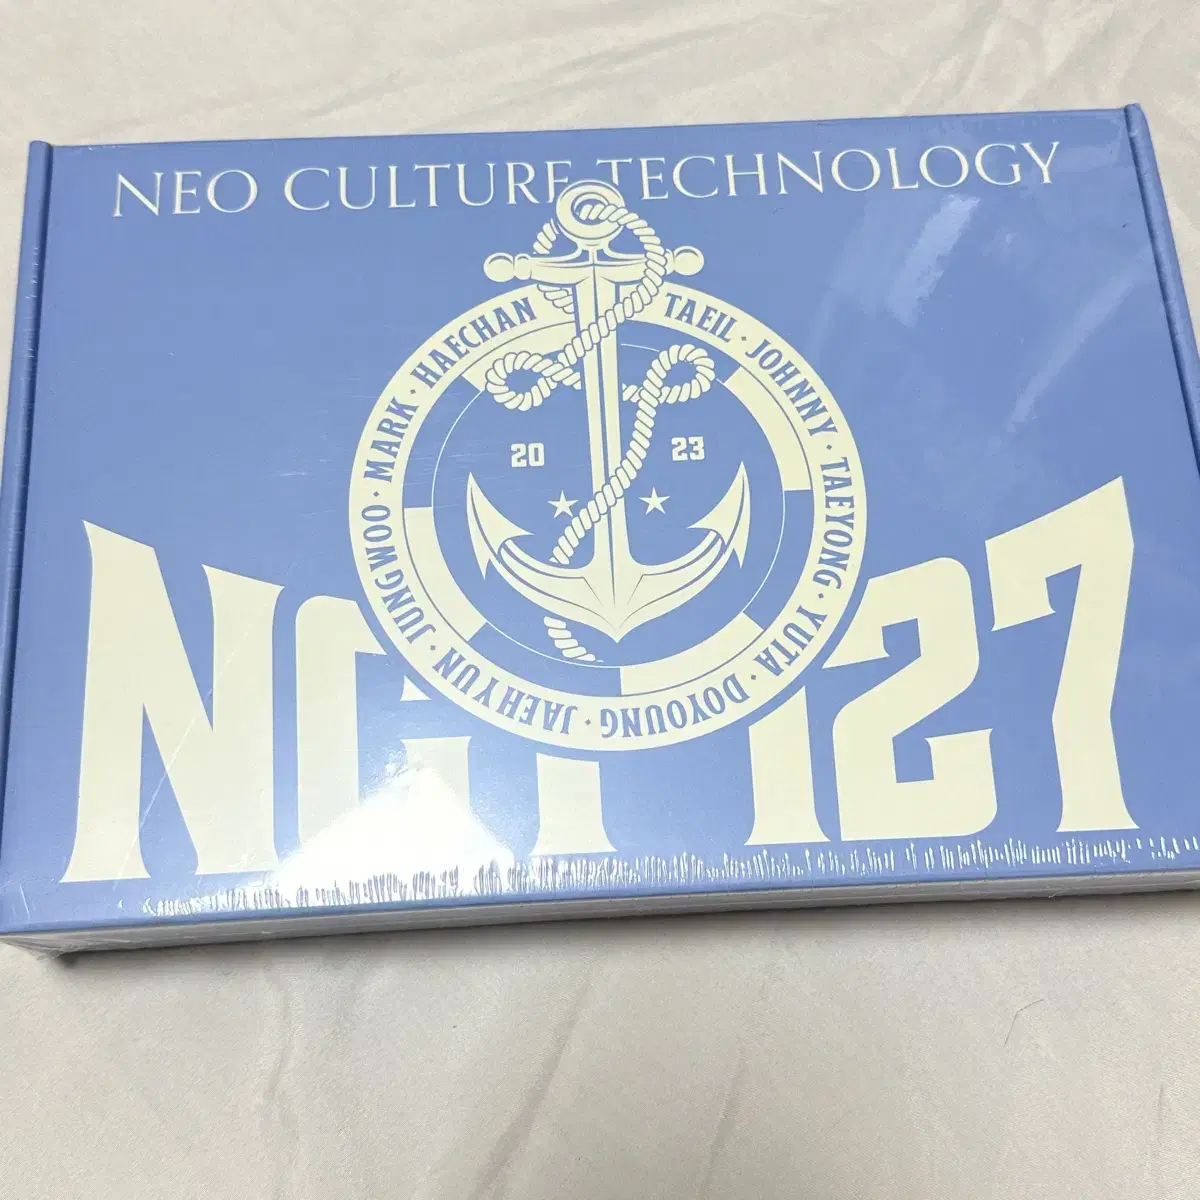 NEO CULTURE TECHNOLOGY
TAEIL · JOHNNY · TAEYONG · YUTA · DOYOUNG · JAEHYUN · JUNGWOO · MARK · HAECHAN
20 23
NCT 127